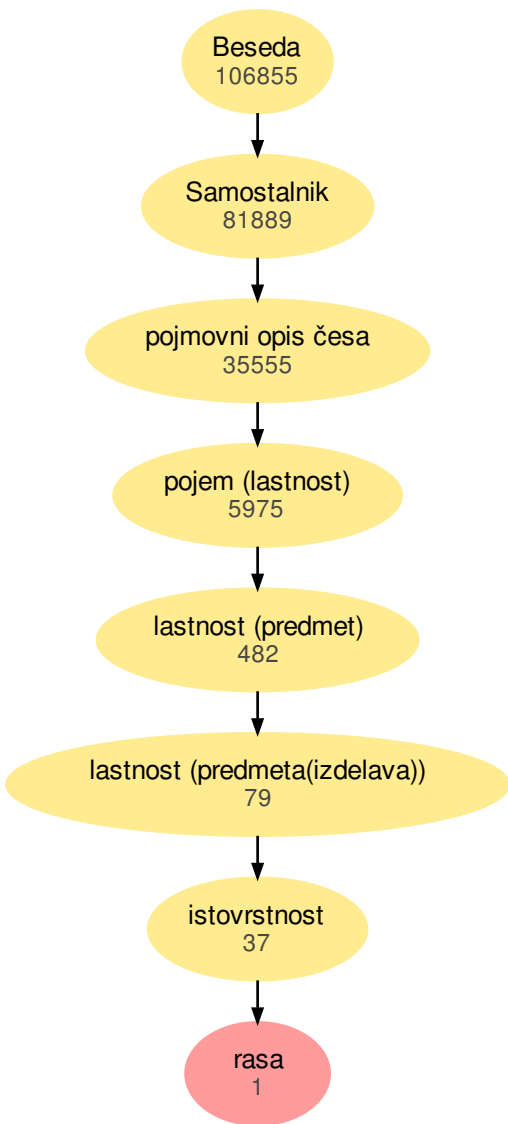 Beseda
106855
Samostalnik
81889
pojmovni opis česa
35555
pojem (lastnost)
5975
lastnost (predmet)
482
lastnost (predmeta(izdelava))
79
istovrstnost
37
rasa
1